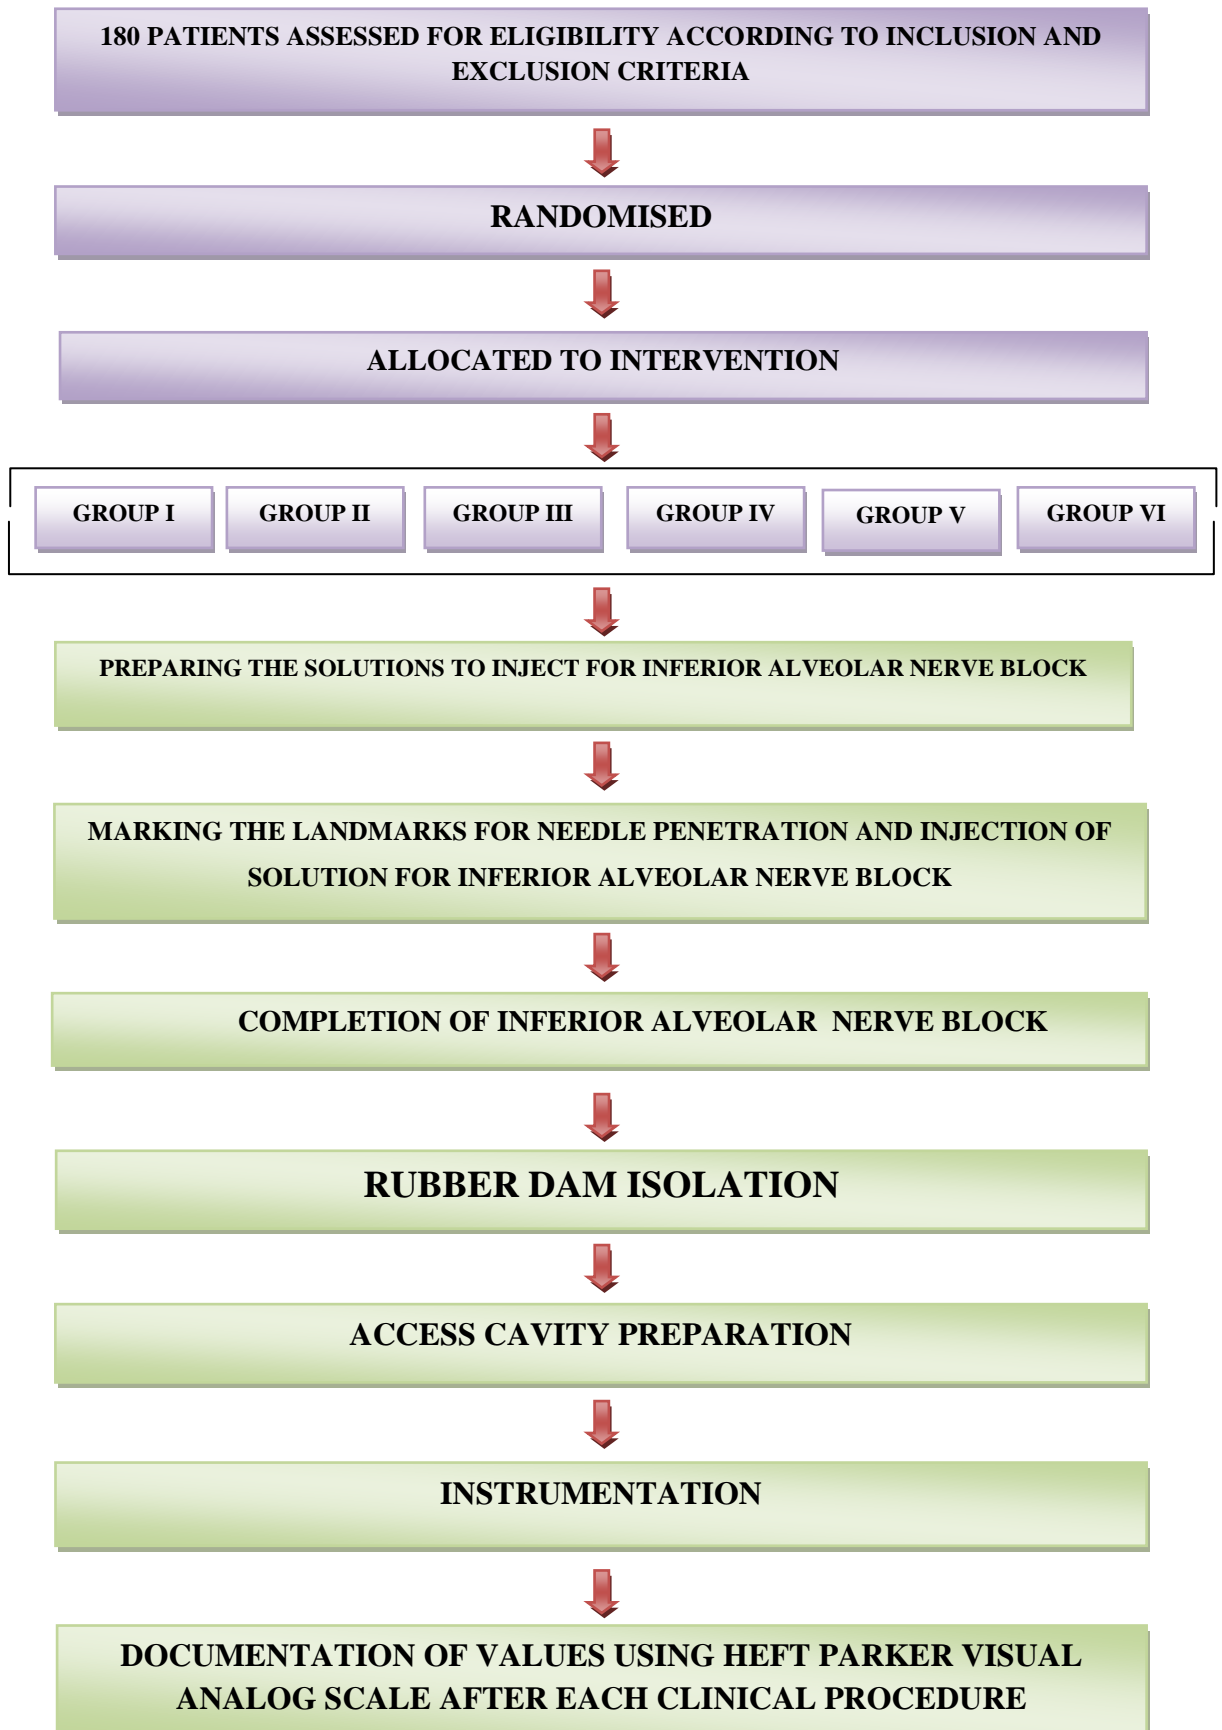 180 PATIENTS ASSESSED FOR ELIGIBILITY ACCORDING TO INCLUSION AND
EXCLUSION CRITERIA
RANDOMISED
ALLOCATED TO INTERVENTION
GROUP I
GROUP II
GROUP III
GROUP IV
GROUP V
GROUP VI
PREPARING THE SOLUTIONS TO INJECT FOR INFERIOR ALVEOLAR NERVE BLOCK
MARKING THE LANDMARKS FOR NEEDLE PENETRATION AND INJECTION OF
SOLUTION FOR INFERIOR ALVEOLAR NERVE BLOCK
COMPLETION OF INFERIOR ALVEOLAR NERVE BLOCK
RUBBER DAM ISOLATION
ACCESS CAVITY PREPARATION
INSTRUMENTATION
DOCUMENTATION OF VALUES USING HEFT PARKER VISUAL
ANALOG SCALE AFTER EACH CLINICAL PROCEDURE